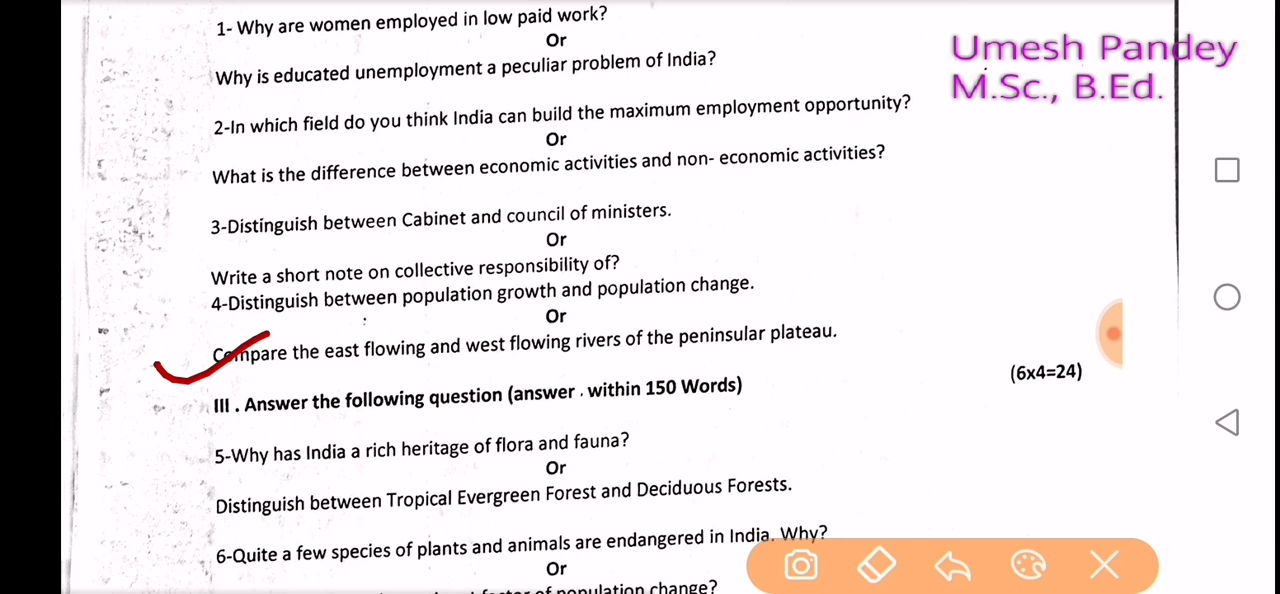 1- Why are women employed in low paid work?
Or
Why is educated unemployment a peculiar problem of India?
Umesh Pandey
M.Sc., B.Ed.
2-In which field do you think India can build the maximum employment opportunity?
Or
What is the difference between economic activities and non- economic activities?
3-Distinguish between Cabinet and council of ministers.
Or
Write a short note on collective responsibility of?
4-Distinguish between population growth and population change.
Or
Compare the east flowing and west flowing rivers of the peninsular plateau.
(6x4=24)
III . Answer the following question (answer . within 150 Words)
5-Why has India a rich heritage of flora and fauna?
Or
Distinguish between Tropical Evergreen Forest and Deciduous Forests.
6-Quite a few species of plants and animals are endangered in India. Why?
Or
of population change?